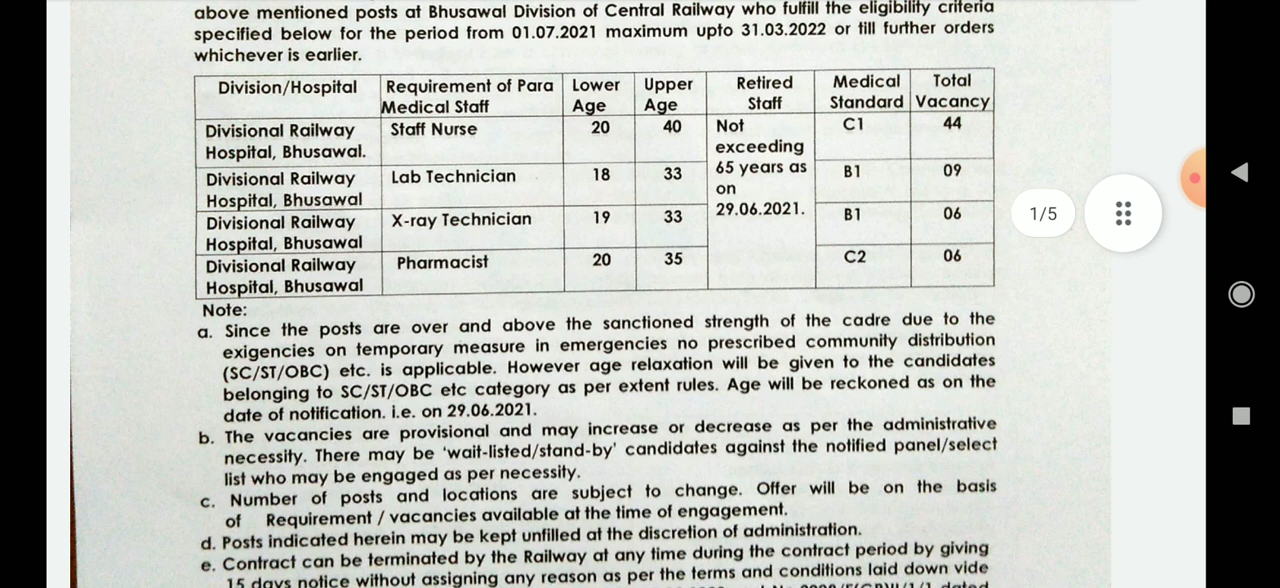 above mentioned posts at Bhusawal Division of Central Railway who fulfill the eligibility criteria
specified below for the period from 01.07.2021 maximum upto 31.03.2022 or till further orders
whichever is earlier.
Division/Hospital Requirement of Para Medical Staff Lower Age Upper Age Retired Staff Medical Standard Total Vacancy
Divisional Railway Hospital, Bhusawal. Staff Nurse 20 40 Not exceeding 65 years as on 29.06.2021. C1 44
Divisional Railway Hospital, Bhusawal Lab Technician 18 33 B1 09
Divisional Railway Hospital, Bhusawal X-ray Technician 19 33 B1 06
Divisional Railway Hospital, Bhusawal Pharmacist 20 35 C2 06
1/5
Note:
a. Since the posts are over and above the sanctioned strength of the cadre due to the
exigencies on temporary measure in emergencies no prescribed community distribution
(SC/ST/OBC) etc. is applicable. However age relaxation will be given to the candidates
belonging to SC/ST/OBC etc category as per extent rules. Age will be reckoned as on the
date of notification. i.e. on 29.06.2021.
b. The vacancies are provisional and may increase or decrease as per the administrative
necessity. There may be 'wait-listed/stand-by' candidates against the notified panel/select
list who may be engaged as per necessity.
c. Number of posts and locations are subject to change. Offer will be on the basis
of Requirement / vacancies available at the time of engagement.
d. Posts indicated herein may be kept unfilled at the discretion of administration.
e. Contract can be terminated by the Railway at any time during the contract period by giving
15 days notice without assigning any reason as per the terms and conditions laid down vide
dated